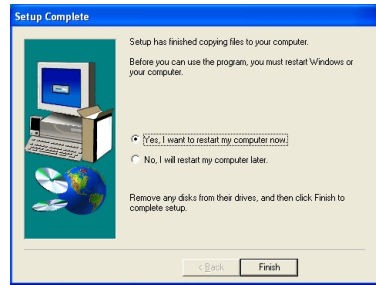 Setup Complete
Setup has finished copying files to your computer.
Before you can use the program, you must restart Windows or
your computer.
Yes, I want to restart my computer now.
No, I will restart my computer later.
Remove any disks from their drives, and then click Finish to
complete setup.
< Back Finish